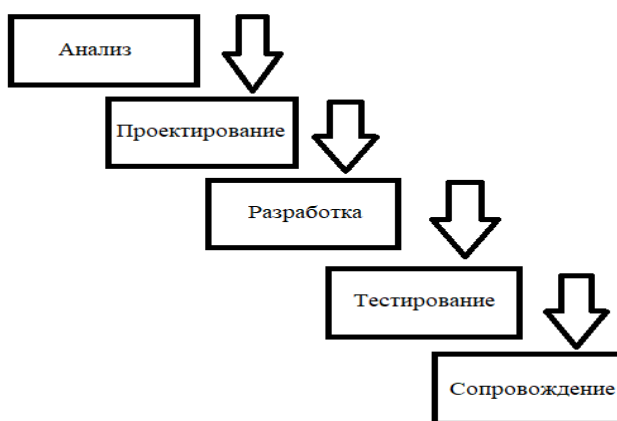 Анализ
Проектирование
Разработка
Тестирование
Сопровождение